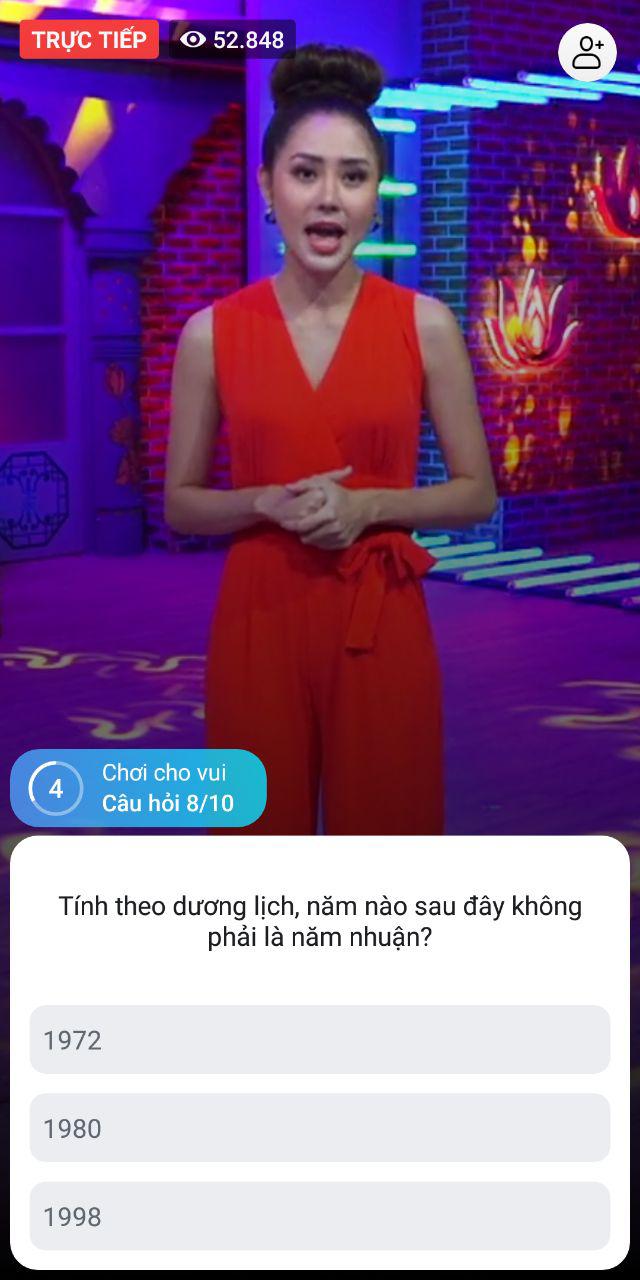 TRỰC TIẾP 52.848
4
Chơi cho vui
Câu hỏi 8/10
Tính theo dương lịch, năm nào sau đây không
phải là năm nhuận?
1972
1980
1998